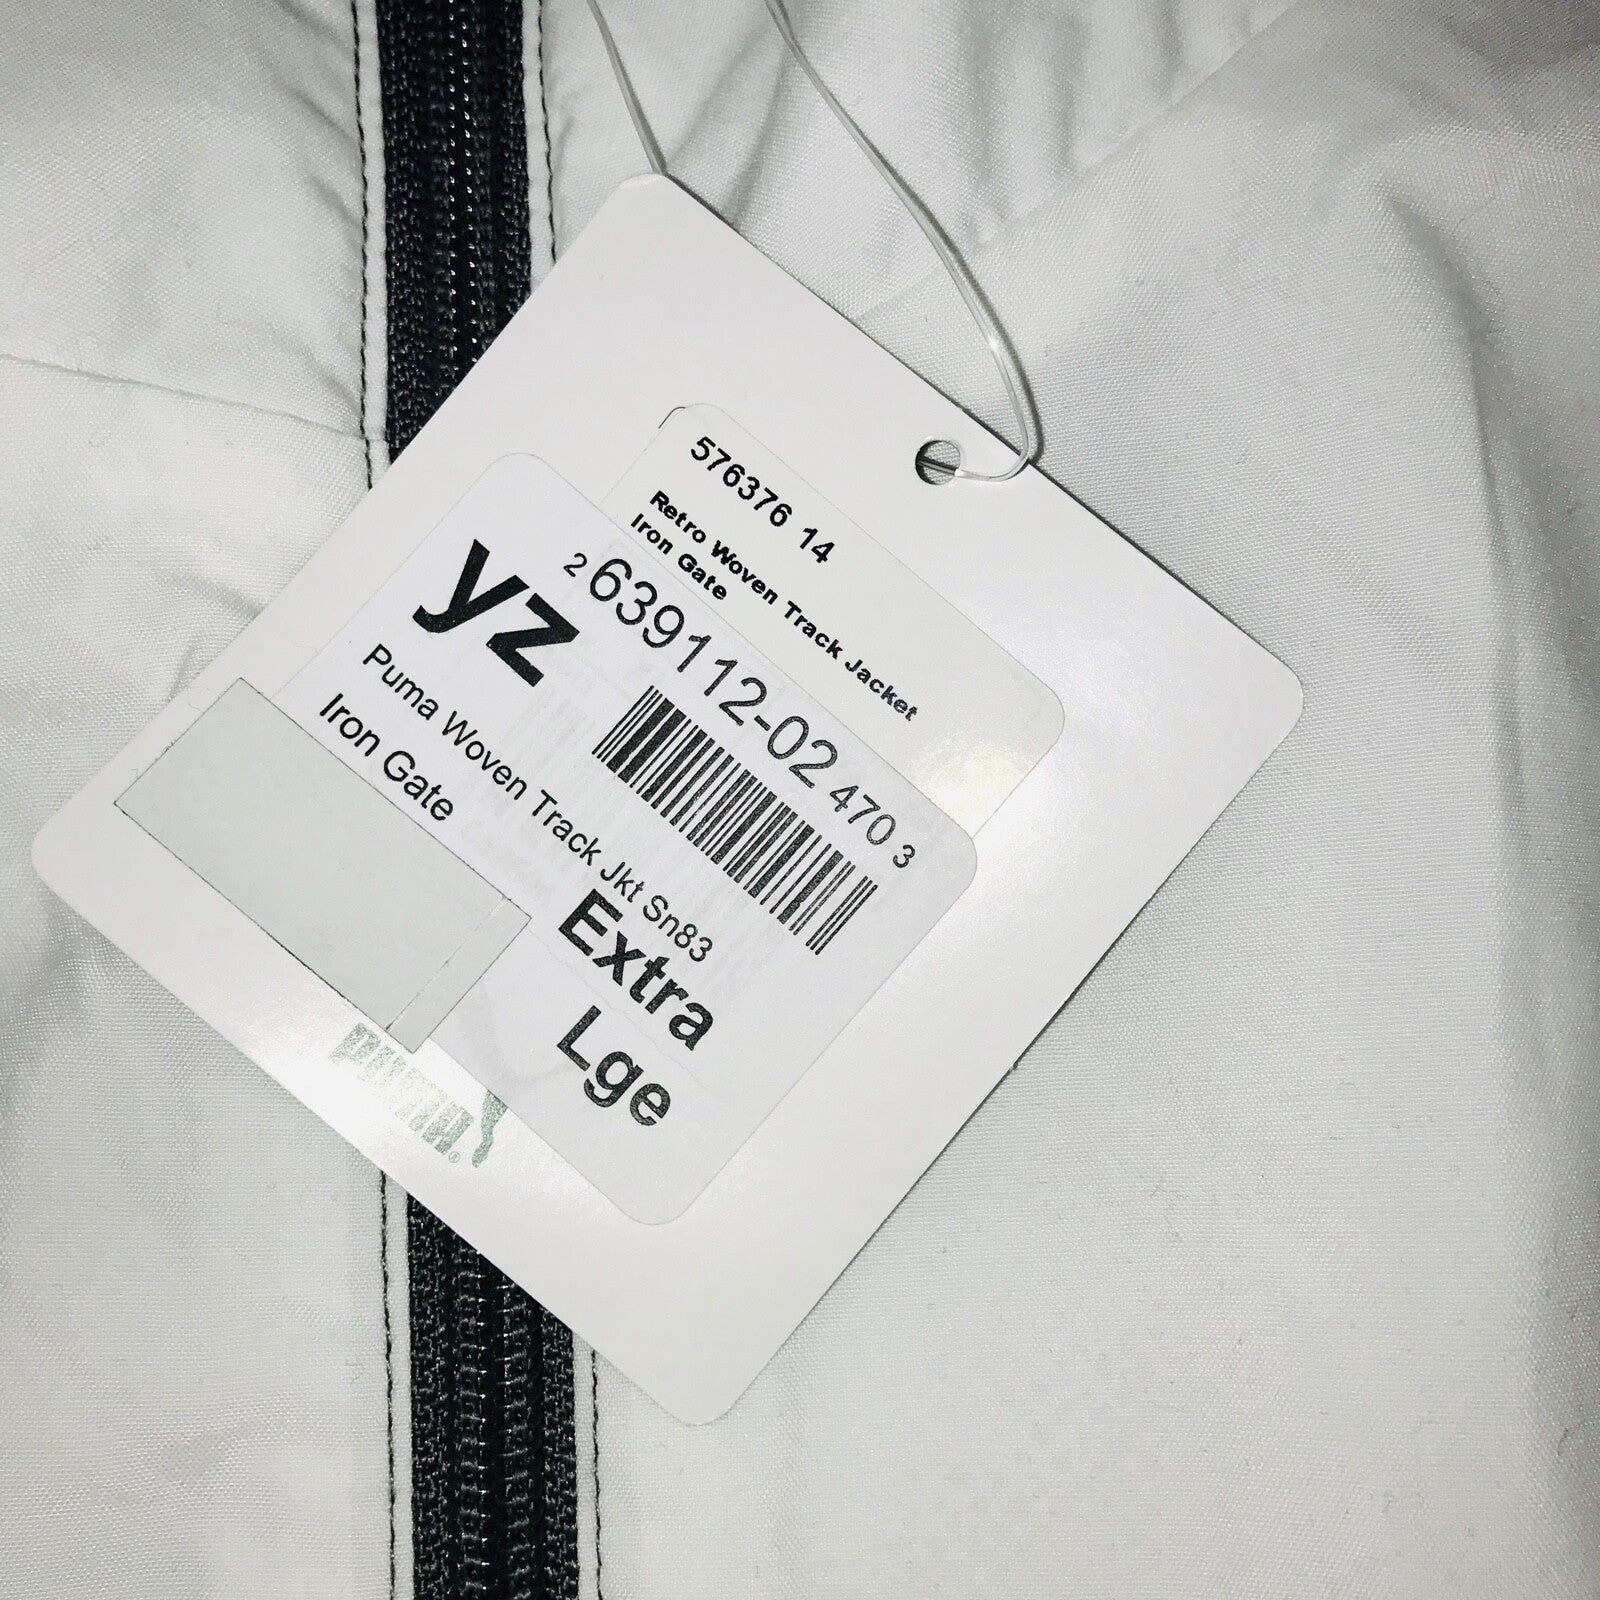 576376 14
Retro Woven Track Jacket
Iron Gate
yz
2 639112-02 470 3
Puma Woven Track Jkt Sn83
Iron Gate
Extra
Lge
PUMA®